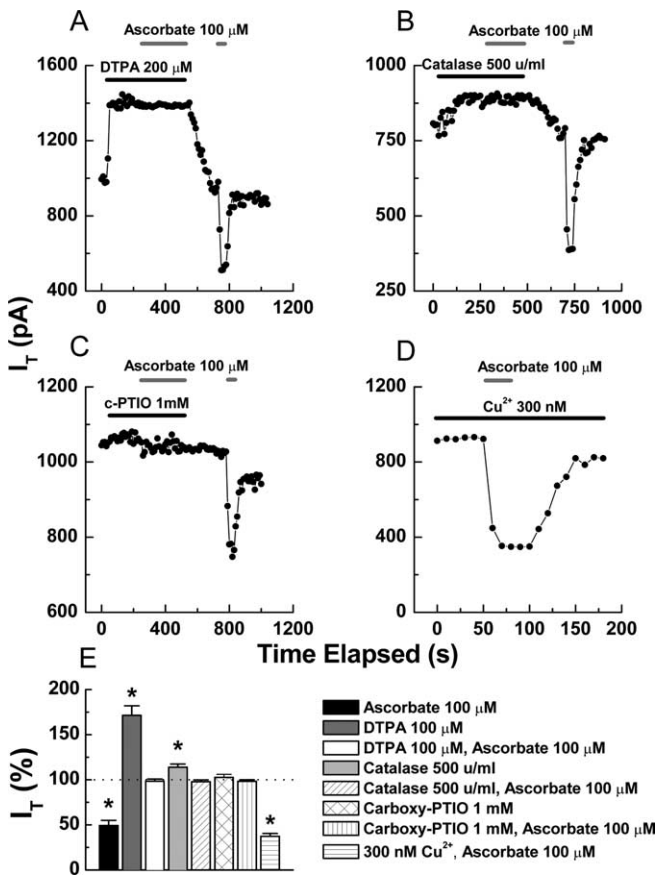 A
Ascorbate 100 μM
DTPA 200 μM
1600
1300
1000
700
400
0 400 800 1200
B
Ascorbate 100 μM
Catalase 500 u/ml
1000
750
500
250
0 250 500 750 1000
I_T (pA)
C
Ascorbate 100 μM
c-PTIO 1mM
1200
1000
800
600
0 400 800 1200
D
Ascorbate 100 μM
Cu²⁺ 300 nM
1200
800
400
0
0 50 100 150 200
Time Elapsed (s)
E
I_T (%)
200
150
100
50
0
* * * *
Ascorbate 100 μM
DTPA 100 μM
DTPA 100 μM, Ascorbate 100 μM
Catalase 500 u/ml
Catalase 500 u/ml, Ascorbate 100 μM
Carboxy-PTIO 1 mM
Carboxy-PTIO 1 mM, Ascorbate 100 μM
300 nM Cu²⁺, Ascorbate 100 μM